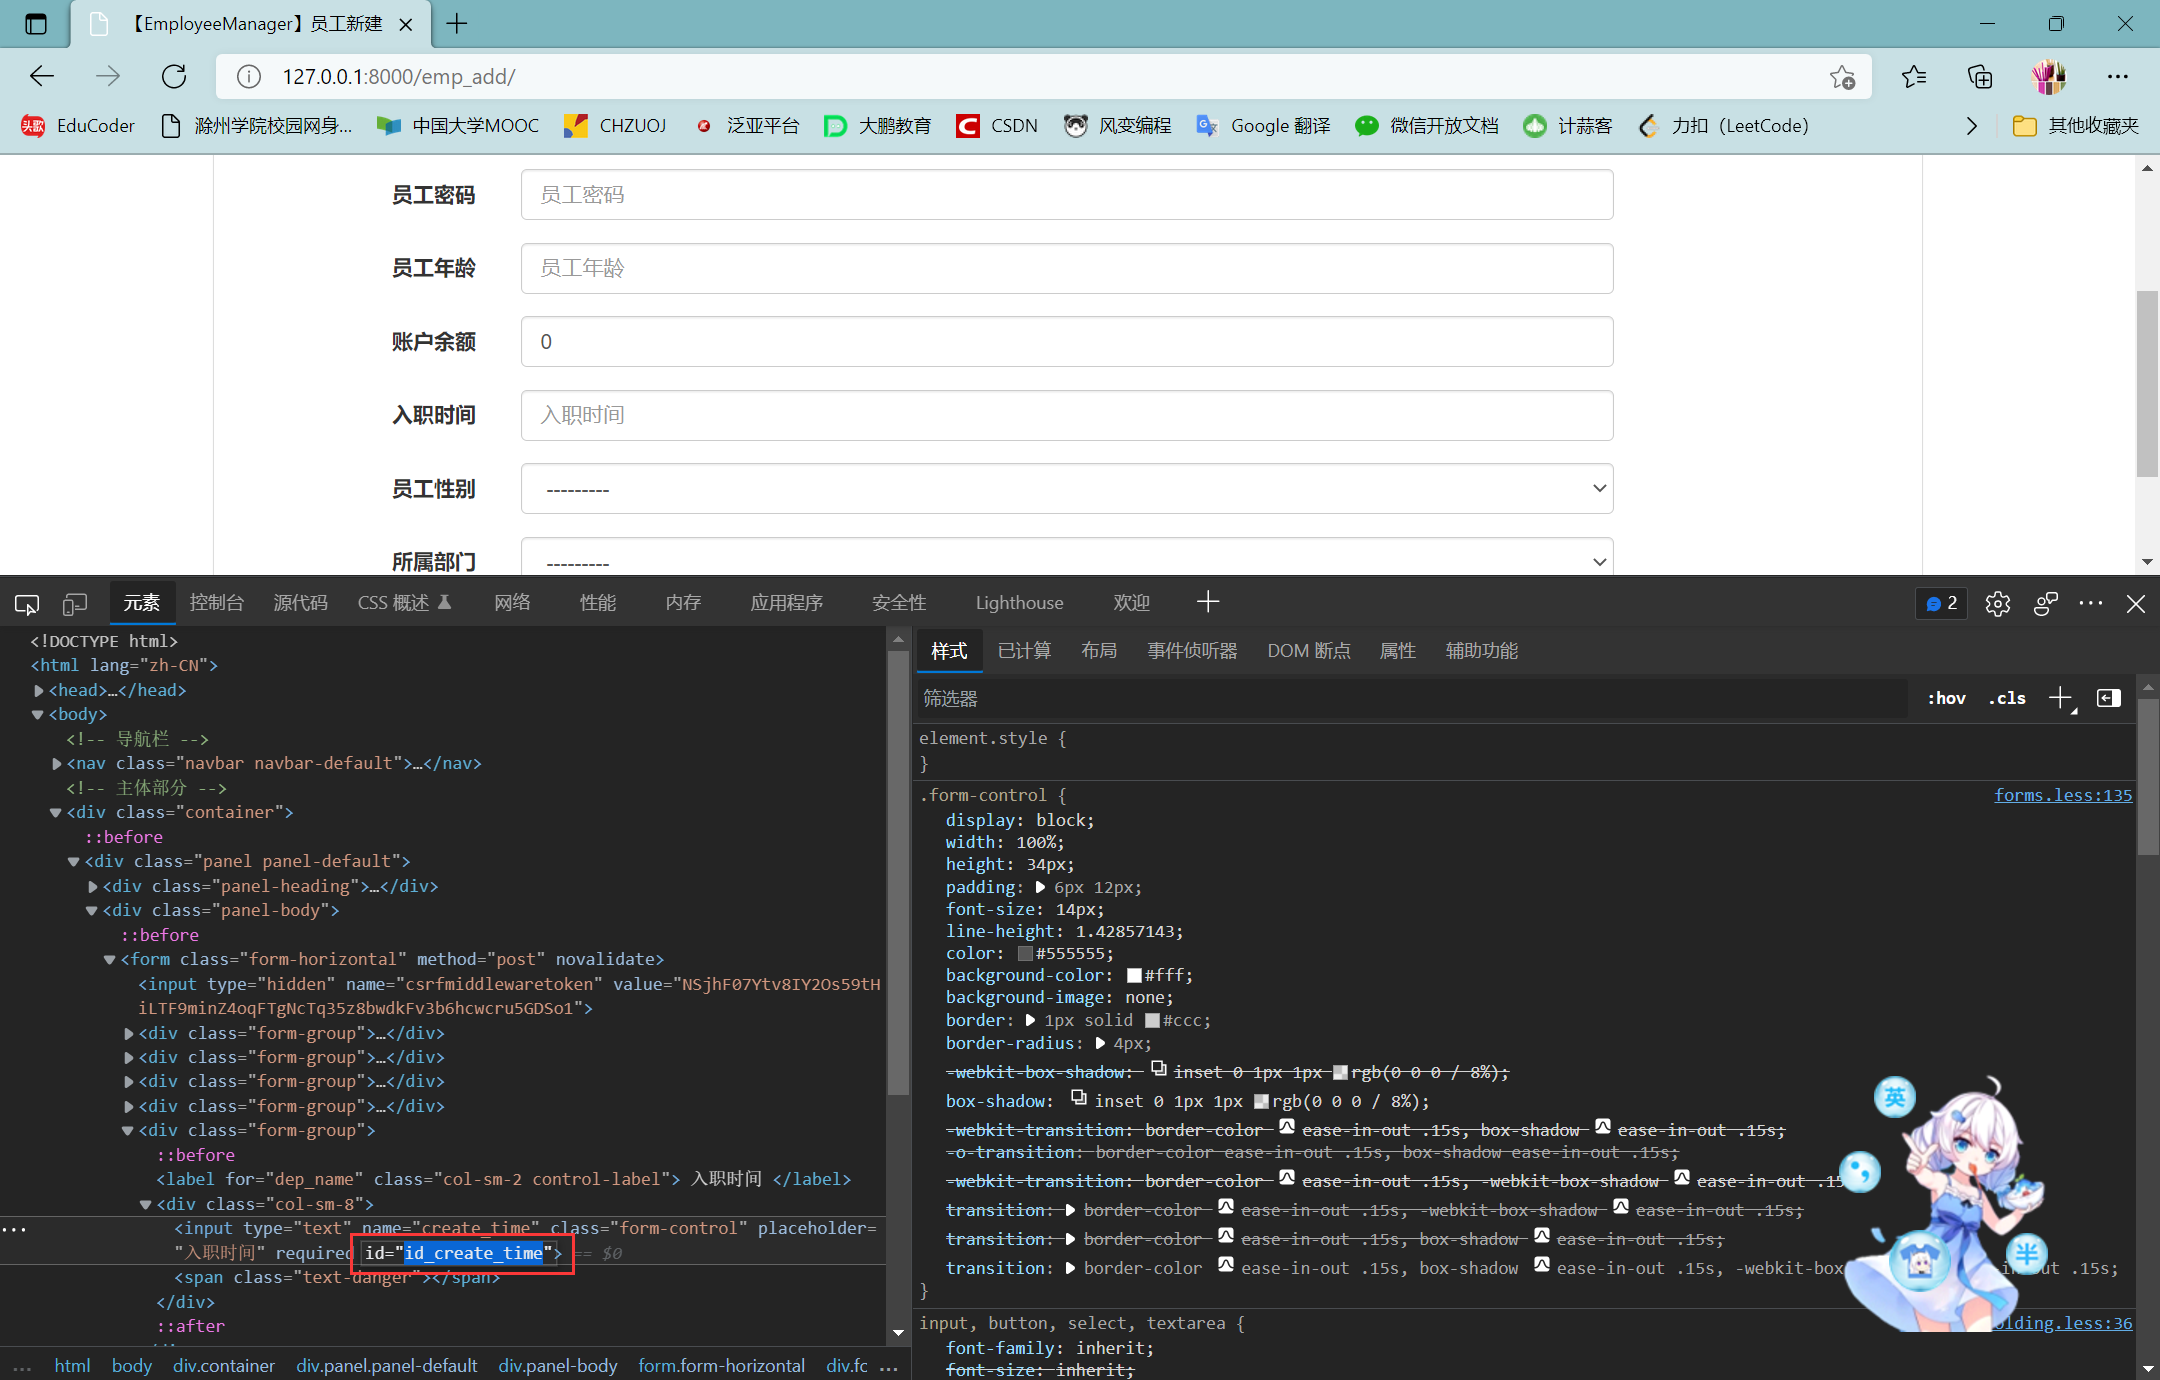 【EmployeeManager】员工新建
127.0.0.1:8000/emp_add/
EduCoder
滁州学院校园网身...
中国大学MOOC
CHZUOJ
泛亚平台
大鹏教育
CSDN
风变编程
Google 翻译
微信开放文档
计蒜客
力扣（LeetCode）
其他收藏夹
员工密码 员工密码
员工年龄 员工年龄
账户余额 0
入职时间 入职时间
员工性别 ---------
所属部门 ---------
元素 控制台 源代码 CSS 概述 网络 性能 内存 应用程序 安全性 Lighthouse 欢迎 2
<!DOCTYPE html>
<html lang="zh-CN">
<head>…</head>
<body>
<!-- 导航栏 -->
<nav class="navbar navbar-default">…</nav>
<!-- 主体部分 -->
<div class="container">
::before
<div class="panel panel-default">
<div class="panel-heading">…</div>
<div class="panel-body">
::before
<form class="form-horizontal" method="post" novalidate>
<input type="hidden" name="csrfmiddlewaretoken" value="NSjhF07Ytv8IY2Os59tH
iLTF9minZ4oqFTgNcTq35z8bwdkFv3b6hcwcru5GDSo1">
<div class="form-group">…</div>
<div class="form-group">…</div>
<div class="form-group">…</div>
<div class="form-group">…</div>
<div class="form-group">
::before
<label for="dep_name" class="col-sm-2 control-label"> 入职时间 </label>
<div class="col-sm-8">
<input type="text" name="create_time" class="form-control" placeholder=
"入职时间" required id="id_create_time"> == $0
<span class="text-danger"></span>
</div>
::after
... html body div.container div.panel.panel-default div.panel-body form.form-horizontal div.fc ...
样式 已计算 布局 事件侦听器 DOM 断点 属性 辅助功能
筛选器 :hov .cls
element.style {
}
.form-control { forms.less:135
display: block;
width: 100%;
height: 34px;
padding: 6px 12px;
font-size: 14px;
line-height: 1.42857143;
color: #555555;
background-color: #fff;
background-image: none;
border: 1px solid #ccc;
border-radius: 4px;
-webkit-box-shadow: inset 0 1px 1px rgb(0 0 0 / 8%);
box-shadow: inset 0 1px 1px rgb(0 0 0 / 8%);
-webkit-transition: border-color ease-in-out .15s, box-shadow ease-in-out .15s;
-o-transition: border-color ease-in-out .15s, box-shadow ease-in-out .15s;
-webkit-transition: border-color ease-in-out .15s, -webkit-box-shadow ease-in-out .15
transition: border-color ease-in-out .15s, -webkit-box-shadow ease-in-out .15s;
transition: border-color ease-in-out .15s, box-shadow ease-in-out .15s;
transition: border-color ease-in-out .15s, box-shadow ease-in-out .15s, -webkit-box in-out .15s;
}
input, button, select, textarea { olding.less:36
font-family: inherit;
font-size: inherit;
英
半